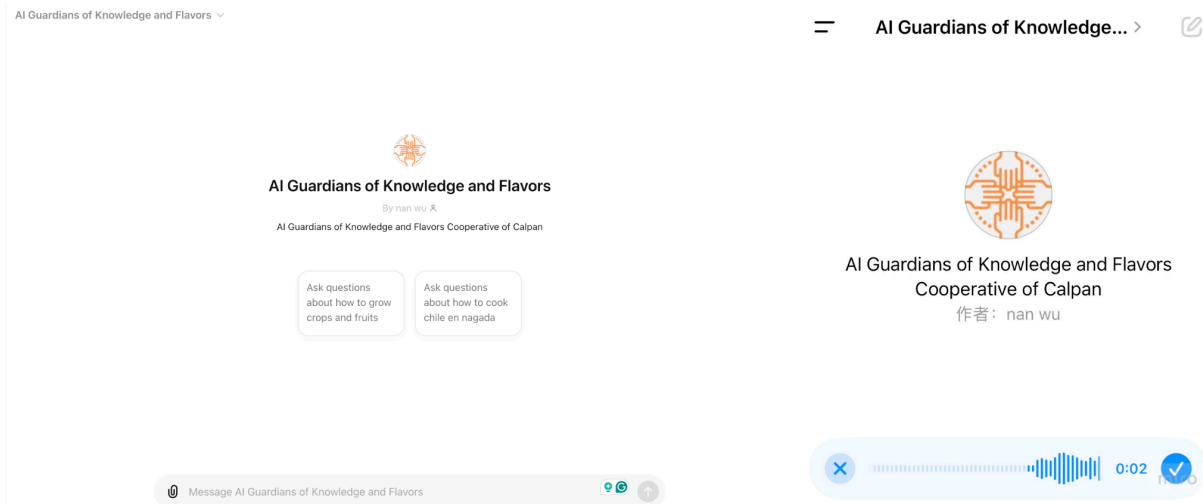 AI Guardians of Knowledge and Flavors
AI Guardians of Knowledge and Flavors
By nan wu
AI Guardians of Knowledge and Flavors Cooperative of Calpan
Ask questions
about how to grow
crops and fruits
Ask questions
about how to cook
chile en nagada
Message AI Guardians of Knowledge and Flavors
AI Guardians of Knowledge...
AI Guardians of Knowledge and Flavors
Cooperative of Calpan
作者：nan wu
0:02
miro